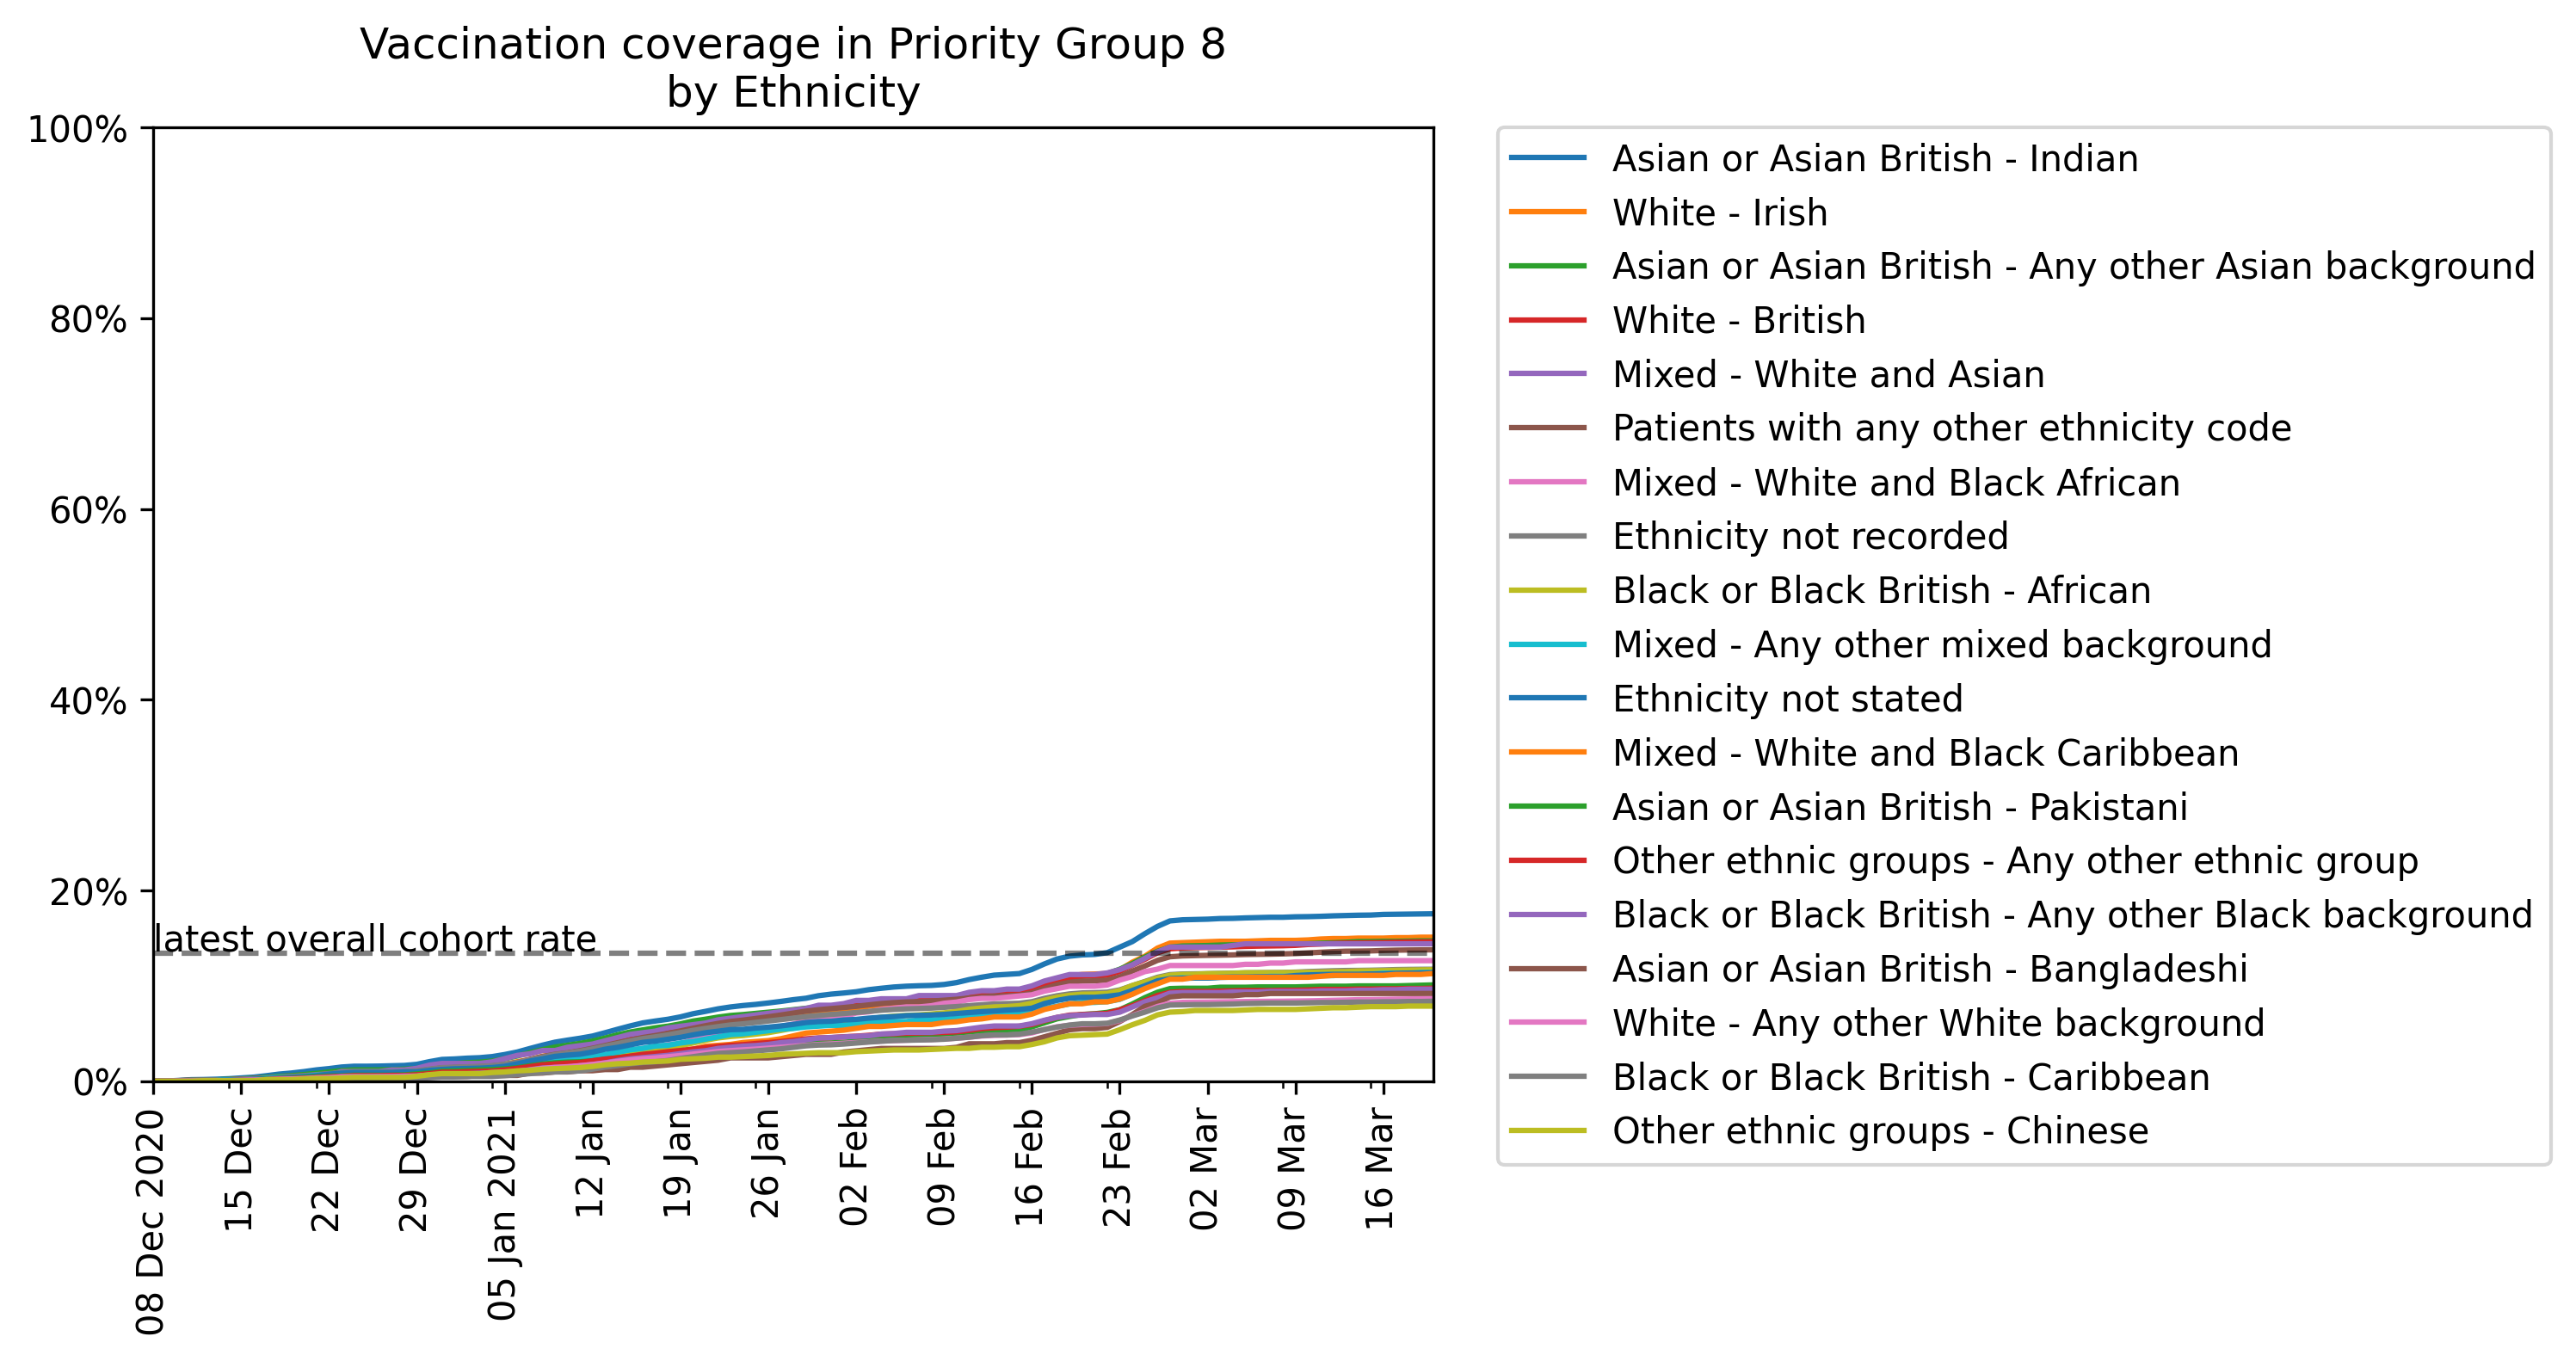 Vaccination coverage in Priority Group 8
by Ethnicity
100%
80%
60%
40%
20%
0%
latest overall cohort rate
08 Dec 2020
15 Dec
22 Dec
29 Dec
05 Jan 2021
12 Jan
19 Jan
26 Jan
02 Feb
09 Feb
16 Feb
23 Feb
02 Mar
09 Mar
16 Mar
Asian or Asian British - Indian
White - Irish
Asian or Asian British - Any other Asian background
White - British
Mixed - White and Asian
Patients with any other ethnicity code
Mixed - White and Black African
Ethnicity not recorded
Black or Black British - African
Mixed - Any other mixed background
Ethnicity not stated
Mixed - White and Black Caribbean
Asian or Asian British - Pakistani
Other ethnic groups - Any other ethnic group
Black or Black British - Any other Black background
Asian or Asian British - Bangladeshi
White - Any other White background
Black or Black British - Caribbean
Other ethnic groups - Chinese